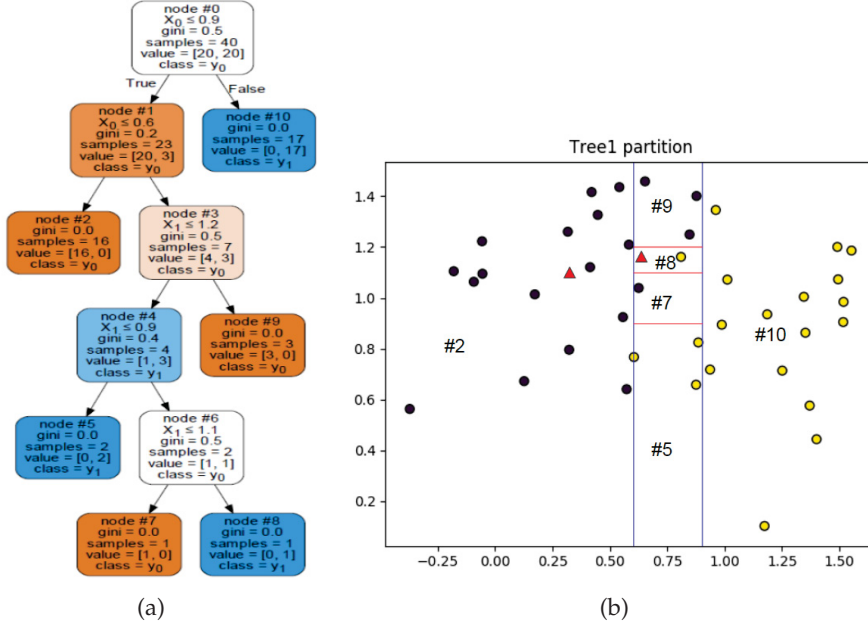 node #0
X₀ ≤ 0.9
gini = 0.5
samples = 40
value = [20, 20]
class = y₀
True
False
node #1
X₀ ≤ 0.6
gini = 0.2
samples = 23
value = [20, 3]
class = y₀
node #10
gini = 0.0
samples = 17
value = [0, 17]
class = y₁
node #2
gini = 0.0
samples = 16
value = [16, 0]
class = y₀
node #3
X₁ ≤ 1.2
gini = 0.5
samples = 7
value = [4, 3]
class = y₀
node #4
X₁ ≤ 0.9
gini = 0.4
samples = 4
value = [1, 3]
class = y₁
node #9
gini = 0.0
samples = 3
value = [3, 0]
class = y₀
node #5
gini = 0.0
samples = 2
value = [0, 2]
class = y₁
node #6
X₁ ≤ 1.1
gini = 0.5
samples = 2
value = [1, 1]
class = y₀
node #7
gini = 0.0
samples = 1
value = [1, 0]
class = y₀
node #8
gini = 0.0
samples = 1
value = [0, 1]
class = y₁
(a)
Tree1 partition
1.4
1.2
1.0
0.8
0.6
0.4
0.2
#9
#8
#7
#2
#10
#5
−0.25 0.00 0.25 0.50 0.75 1.00 1.25 1.50
(b)